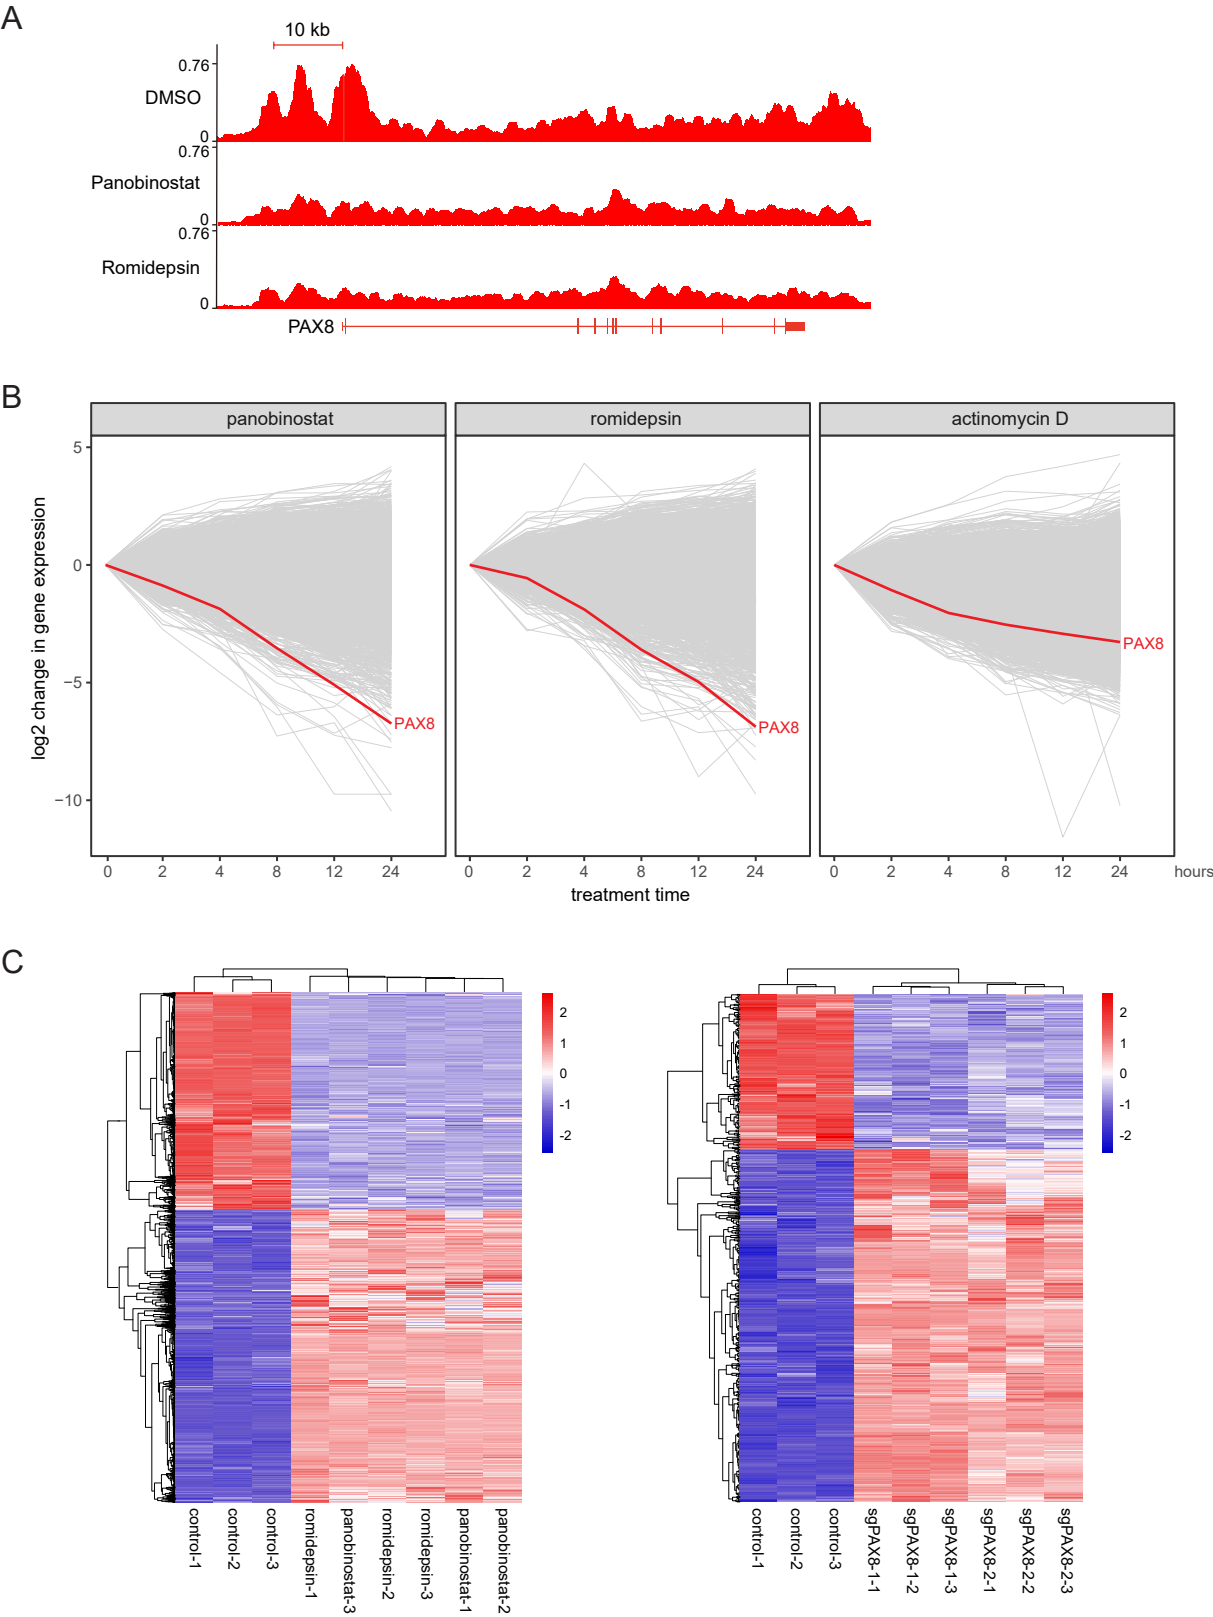 A
10 kb
0.76
DMSO
0
0.76
Panobinostat
0
0.76
Romidepsin
0
PAX8
B
panobinostat
romidepsin
actinomycin D
log2 change in gene expression
5
0
−5
−10
PAX8
PAX8
PAX8
0 2 4 8 12 24
0 2 4 8 12 24
0 2 4 8 12 24
hours
treatment time
C
2
1
0
-1
-2
control-1
control-2
control-3
romidepsin-1
panobinostat-3
romidepsin-2
romidepsin-3
panobinostat-1
panobinostat-2
2
1
0
-1
-2
control-1
control-2
control-3
sgPAX8-1-1
sgPAX8-1-2
sgPAX8-1-3
sgPAX8-2-1
sgPAX8-2-2
sgPAX8-2-3